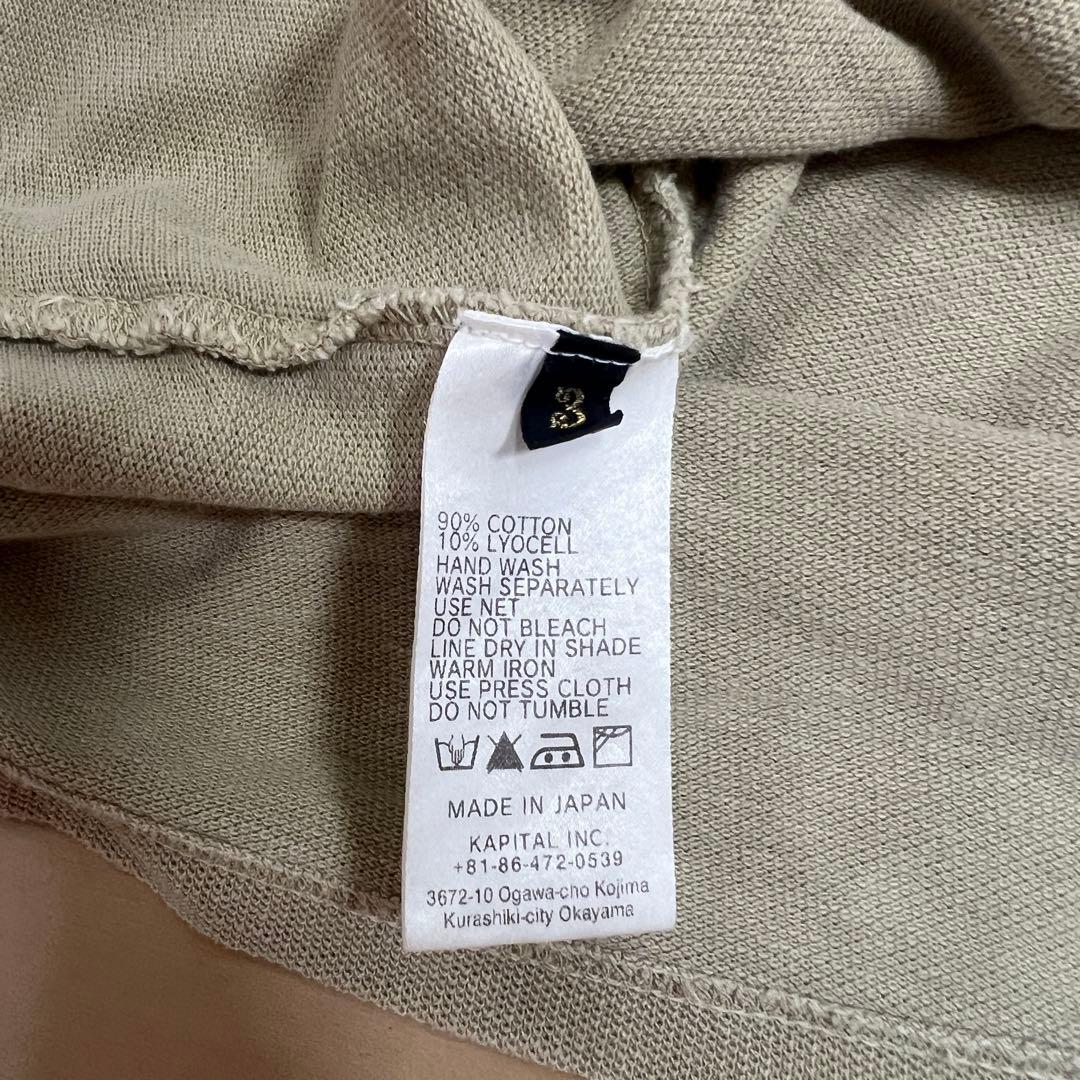 3
90% COTTON
10% LYOCELL
HAND WASH
WASH SEPARATELY
USE NET
DO NOT BLEACH
LINE DRY IN SHADE
WARM IRON
USE PRESS CLOTH
DO NOT TUMBLE
MADE IN JAPAN
KAPITAL INC.
+81-86-472-0539
3672-10 Ogawa-cho Kojima
Kurashiki-city Okayama